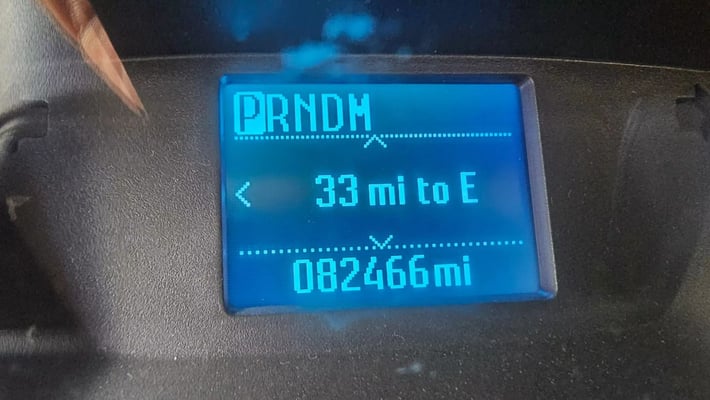 PRNDM
33 mi to E
082466mi